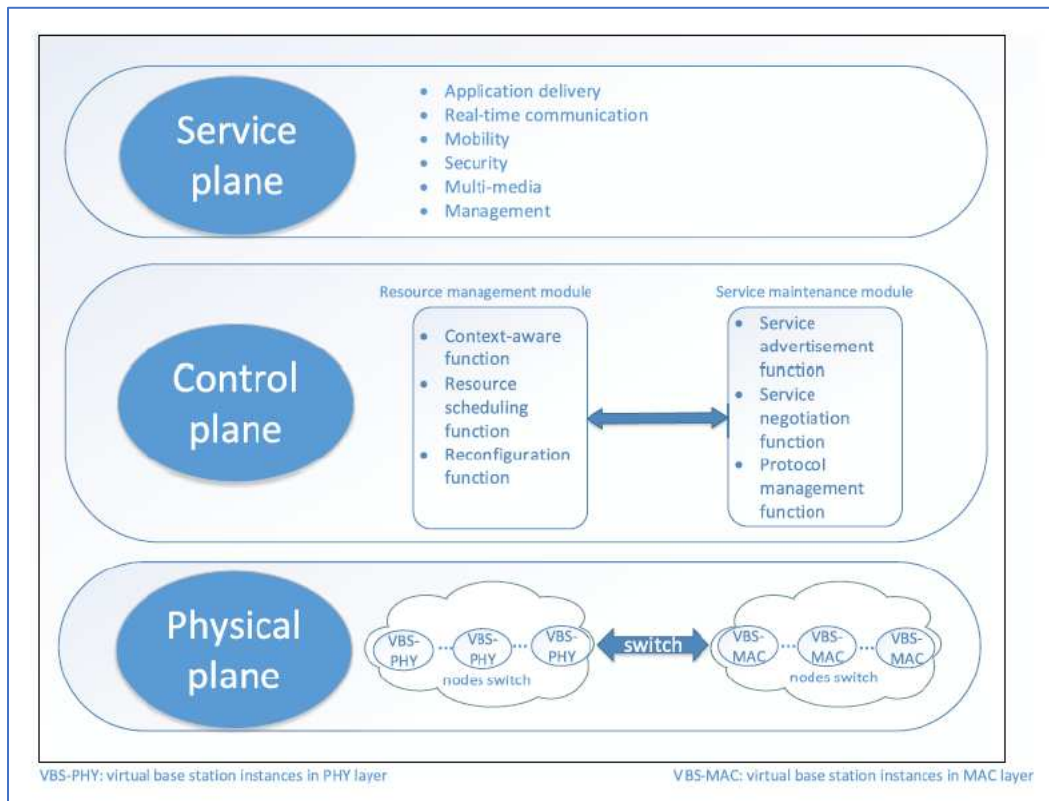 Service
plane
• Application delivery
• Real-time communication
• Mobility
• Security
• Multi-media
• Management
Control
plane
Resource management module
• Context-aware
function
• Resource
scheduling
function
• Reconfiguration
function
Service maintenance module
• Service
advertisement
function
• Service
negotiation
function
• Protocol
management
function
Physical
plane
VBS-
PHY
...
VBS-
PHY
...
VBS-
PHY
nodes switch
switch
VBS-
MAC
...
VBS-
MAC
...
VBS-
MAC
nodes switch
VBS-PHY: virtual base station instances in PHY layer
VBS-MAC: virtual base station instances in MAC layer